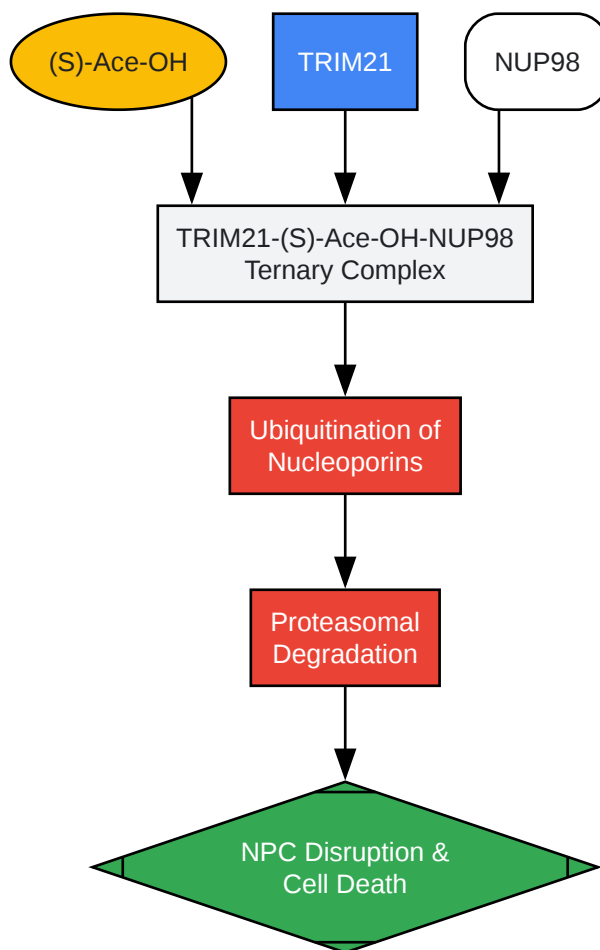 (S)-Ace-OH
TRIM21
NUP98
TRIM21-(S)-Ace-OH-NUP98
Ternary Complex
Ubiquitination of
Nucleoporins
Proteasomal
Degradation
NPC Disruption &
Cell Death